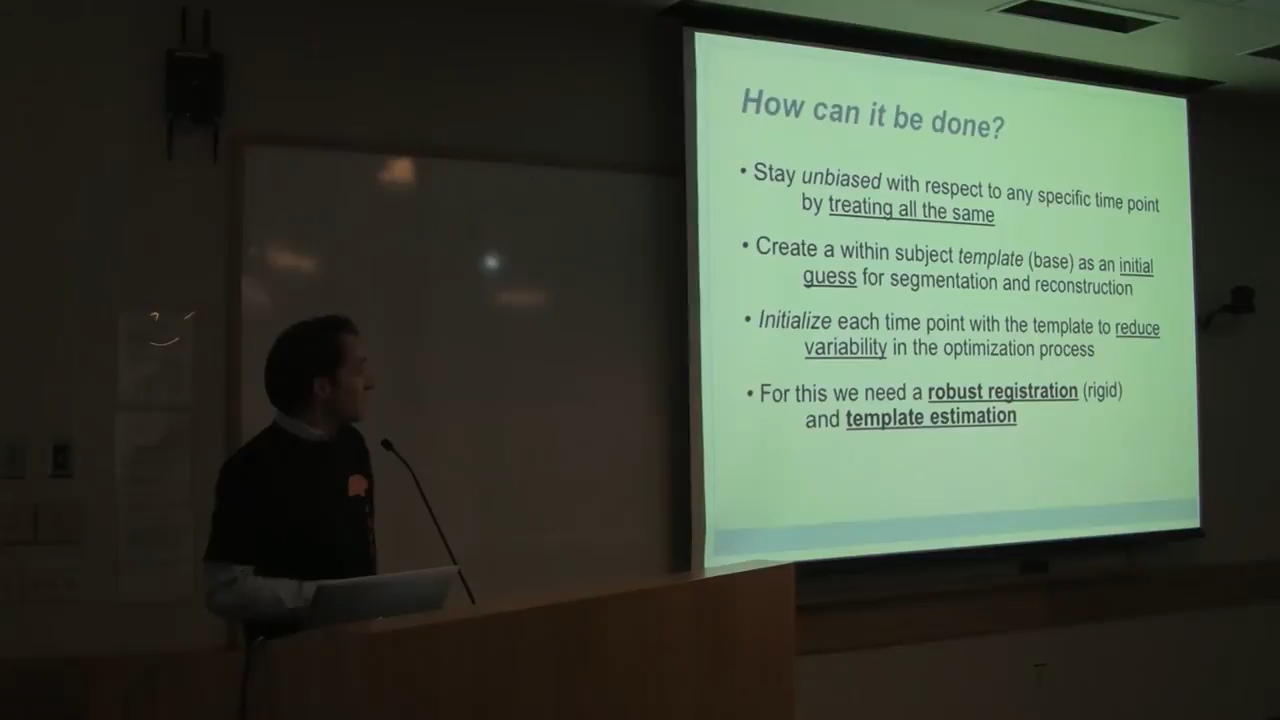 How can it be done?
• Stay unbiased with respect to any specific time point
by treating all the same
• Create a within subject template (base) as an initial
guess for segmentation and reconstruction
• Initialize each time point with the template to reduce
variability in the optimization process
• For this we need a robust registration (rigid)
and template estimation